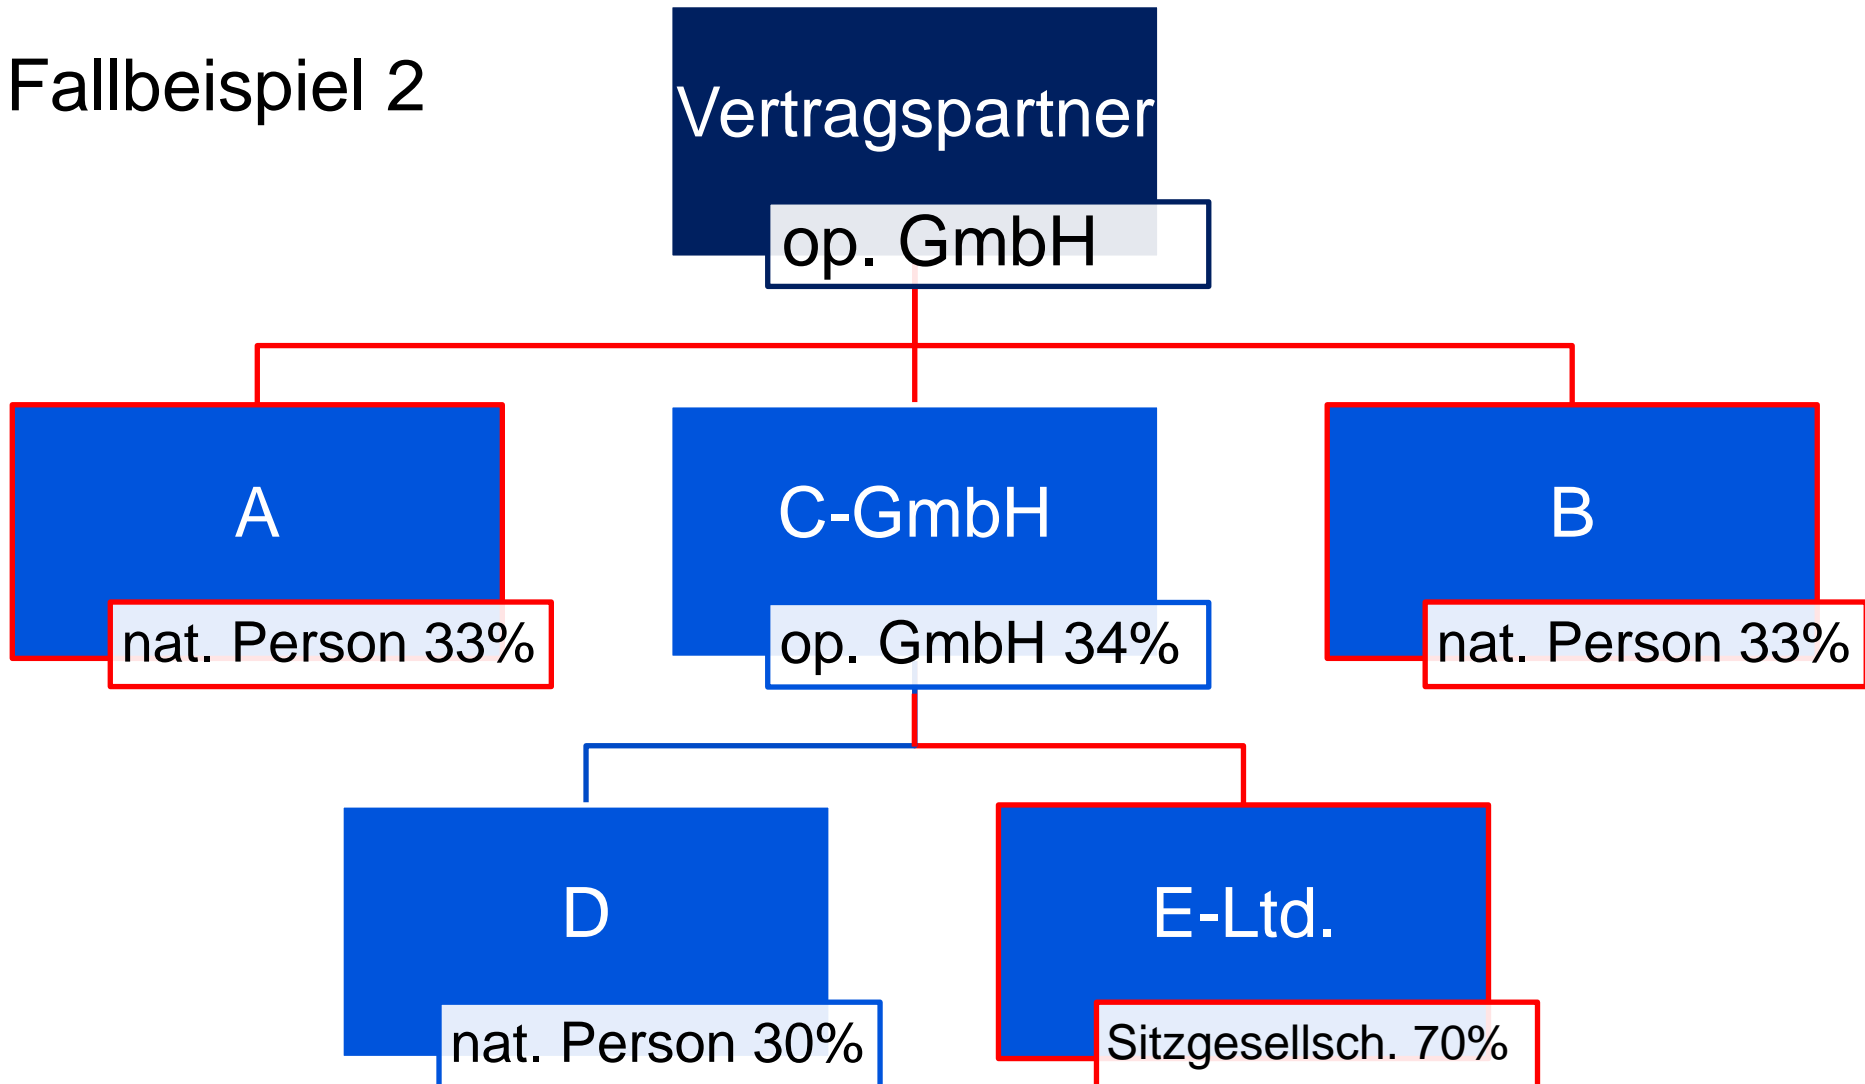 Fallbeispiel 2
Vertragspartner
op. GmbH
A
nat. Person 33%
C-GmbH
op. GmbH 34%
B
nat. Person 33%
D
nat. Person 30%
E-Ltd.
Sitzgesellsch. 70%